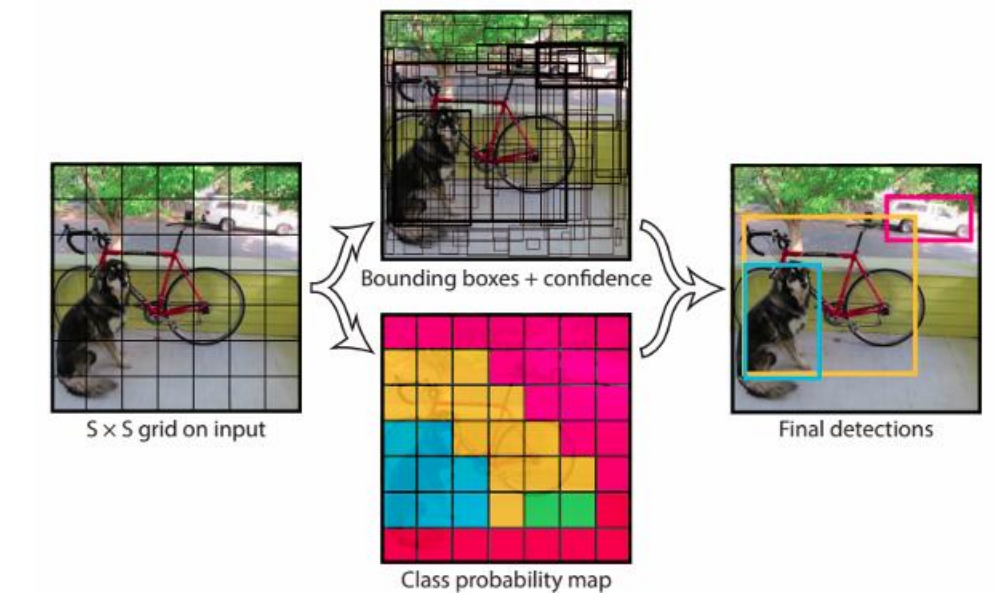 S × S grid on input
Bounding boxes + confidence
Class probability map
Final detections